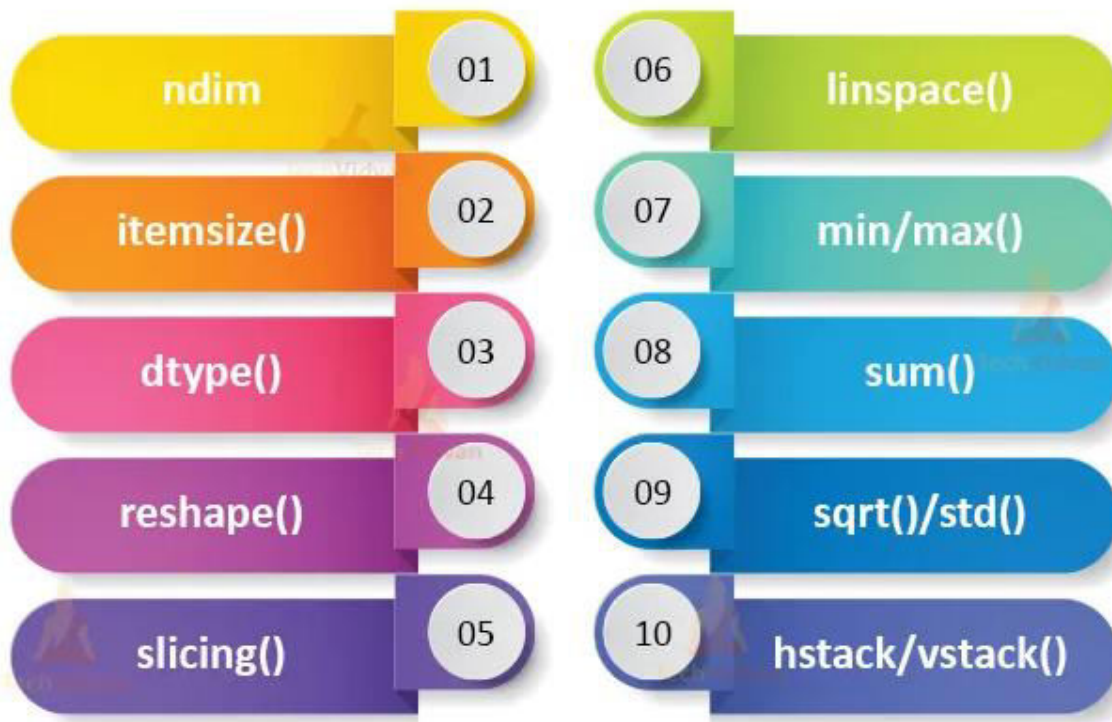 ndim
01
itemsize()
02
dtype()
03
reshape()
04
slicing()
05
06
linspace()
07
min/max()
08
sum()
09
sqrt()/std()
10
hstack/vstack()